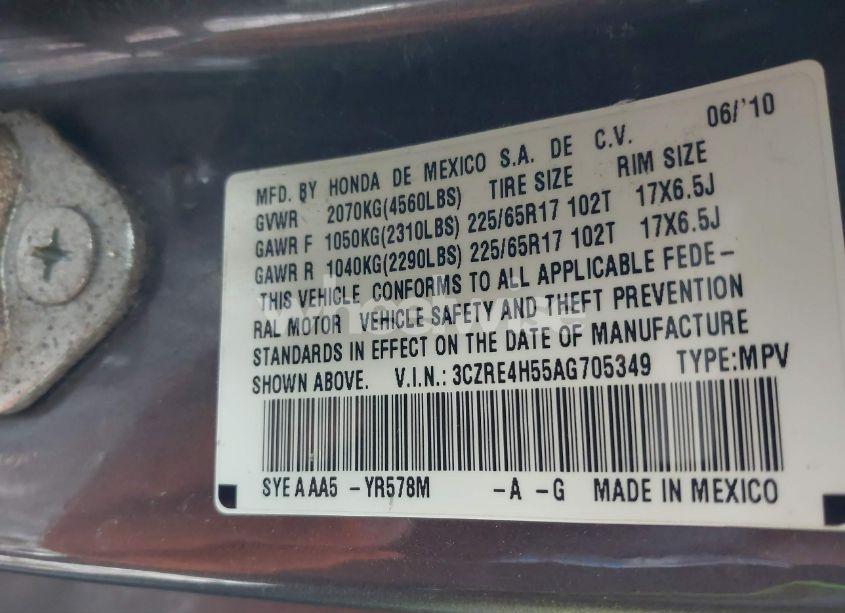 06/'10
MFD. BY HONDA DE MEXICO S.A. DE C.V.
GVWR 2070KG(4560LBS) TIRE SIZE RIM SIZE
GAWR F 1050KG(2310LBS) 225/65R17 102T 17X6.5J
GAWR R 1040KG(2290LBS) 225/65R17 102T 17X6.5J
THIS VEHICLE CONFORMS TO ALL APPLICABLE FEDE-
RAL MOTOR VEHICLE SAFETY AND THEFT PREVENTION
STANDARDS IN EFFECT ON THE DATE OF MANUFACTURE
SHOWN ABOVE. V.I.N.: 3CZRE4H55AG705349 TYPE:MPV
SYE A AA5 -YR578M -A -G MADE IN MEXICO
wheelwise